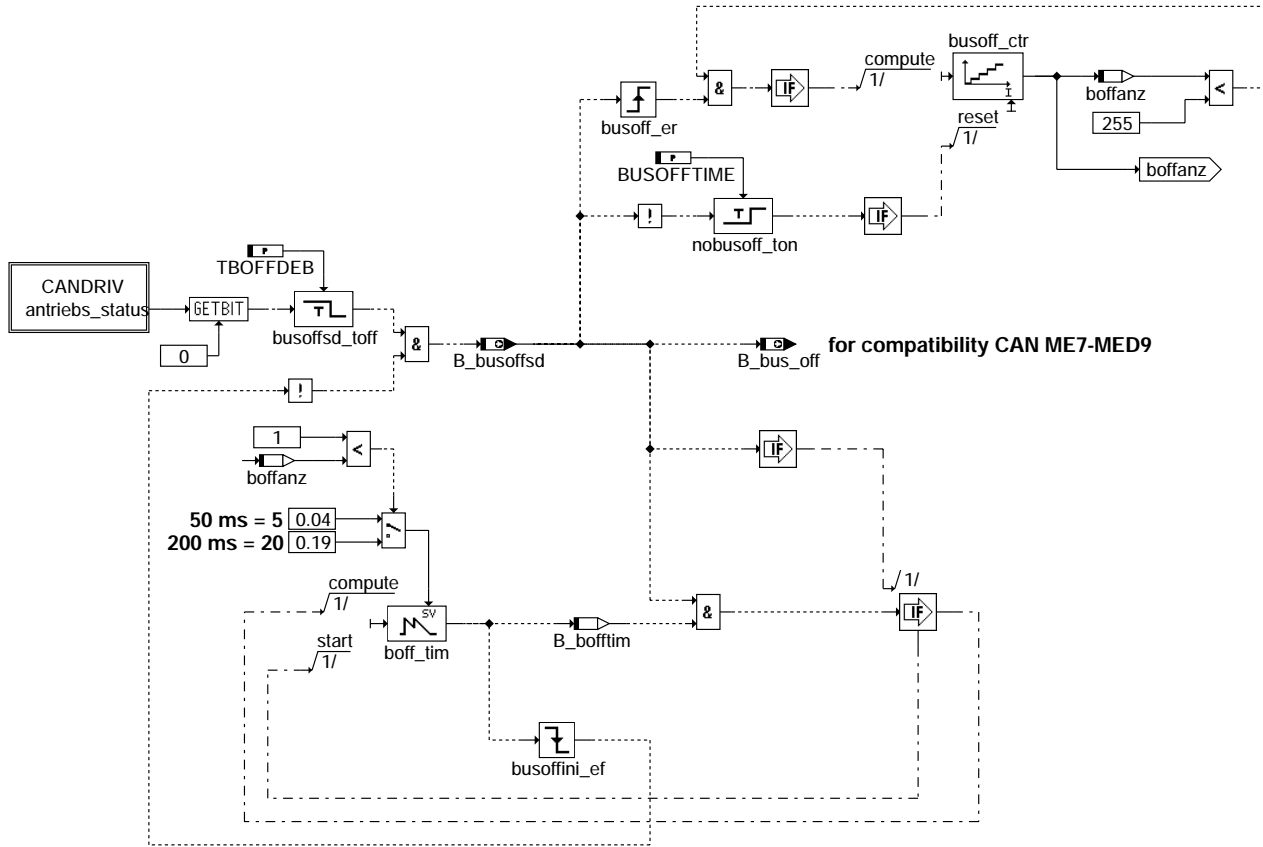 busoff_ctr
compute
1/
IF
&
I
I
boffanz
<
255
busoff_er
reset
1/
P
BUSOFFTIME
boffanz
!
T
IF
nobusoff_ton
P
TBOFFDEB
CANDRIV
antriebs_status
GETBIT
T
busoffsd_toff
0
&
B_busoffsd
B_bus_off
for compatibility CAN ME7-MED9
!
1
<
boffanz
IF
50 ms = 5
0.04
200 ms = 20
0.19
compute
1/
SV
boff_tim
start
1/
B_bofftim
&
1/
IF
busoffini_ef